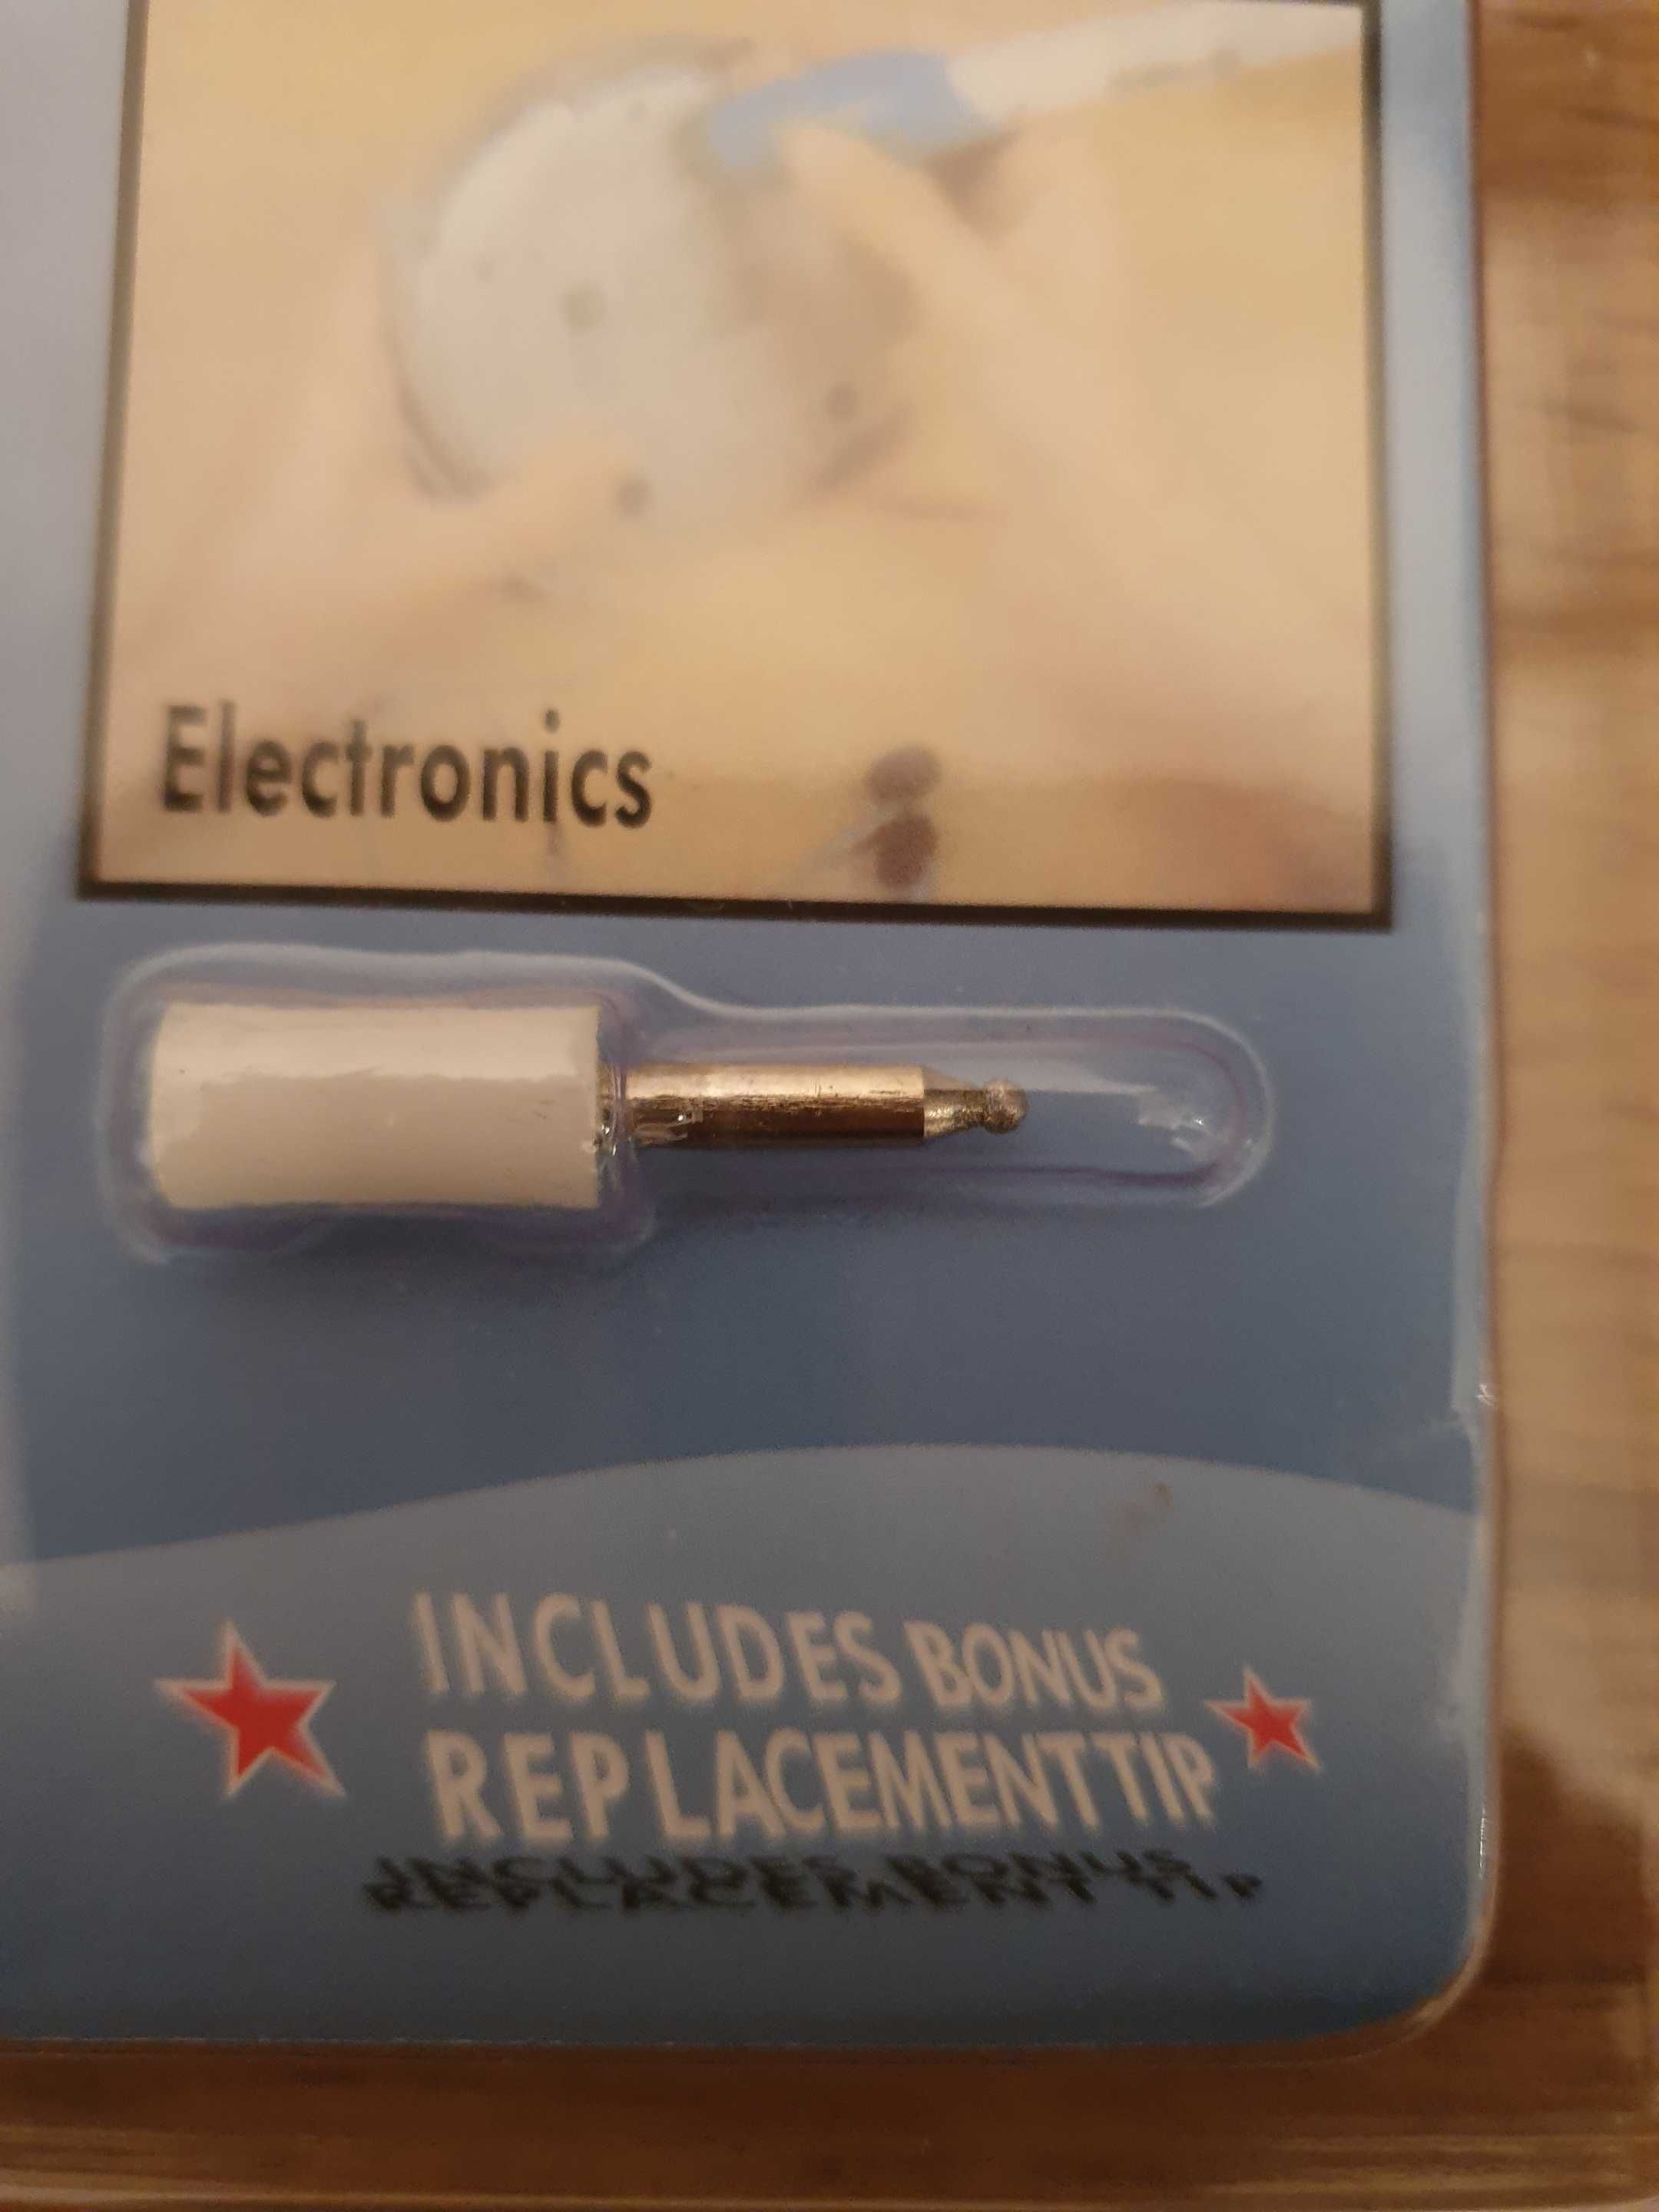 Electronics
INCLUDES BONUS
REPLACEMENT TIP
INCLUDES BONUS
REPLACEMENT TIP